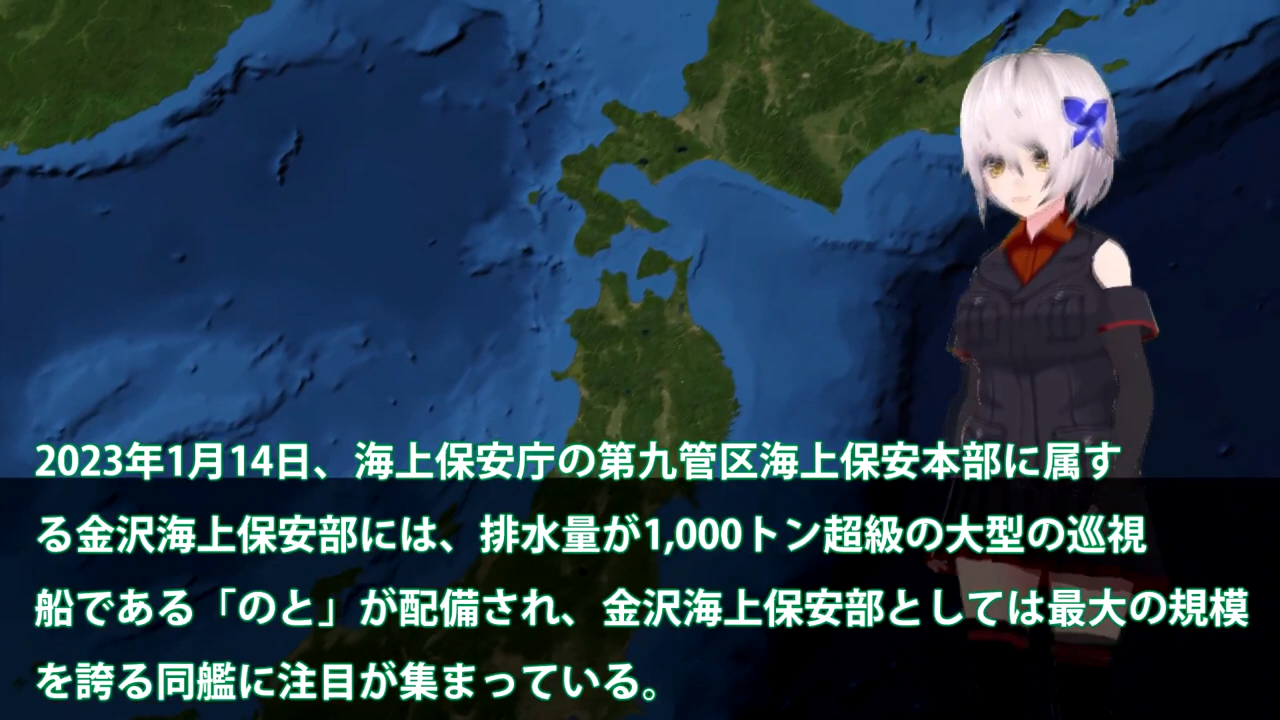 2023年1月14日、海上保安庁の第九管区海上保安本部に属す
る金沢海上保安部には、排水量が1,000トン超級の大型の巡視
船である「のと」が配備され、金沢海上保安部としては最大の規模
を誇る同艦に注目が集まっている。